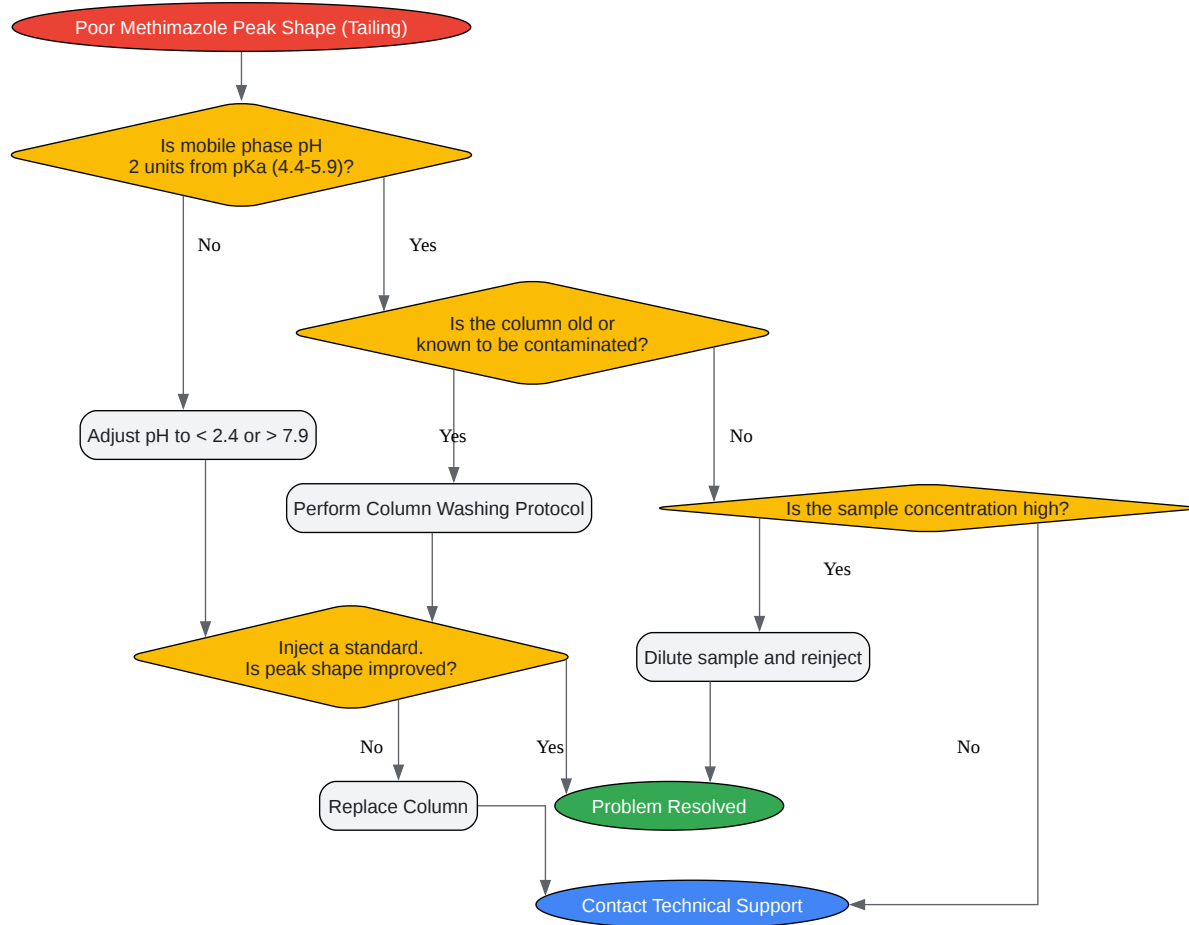 Poor Methimazole Peak Shape (Tailing)
Is mobile phase pH
2 units from pKa (4.4-5.9)?
No
Yes
Is the column old or
known to be contaminated?
Adjust pH to < 2.4 or > 7.9
Yes
No
Perform Column Washing Protocol
Is the sample concentration high?
Yes
Inject a standard.
Is peak shape improved?
Dilute sample and reinject
No
Yes
No
Replace Column
Problem Resolved
Contact Technical Support